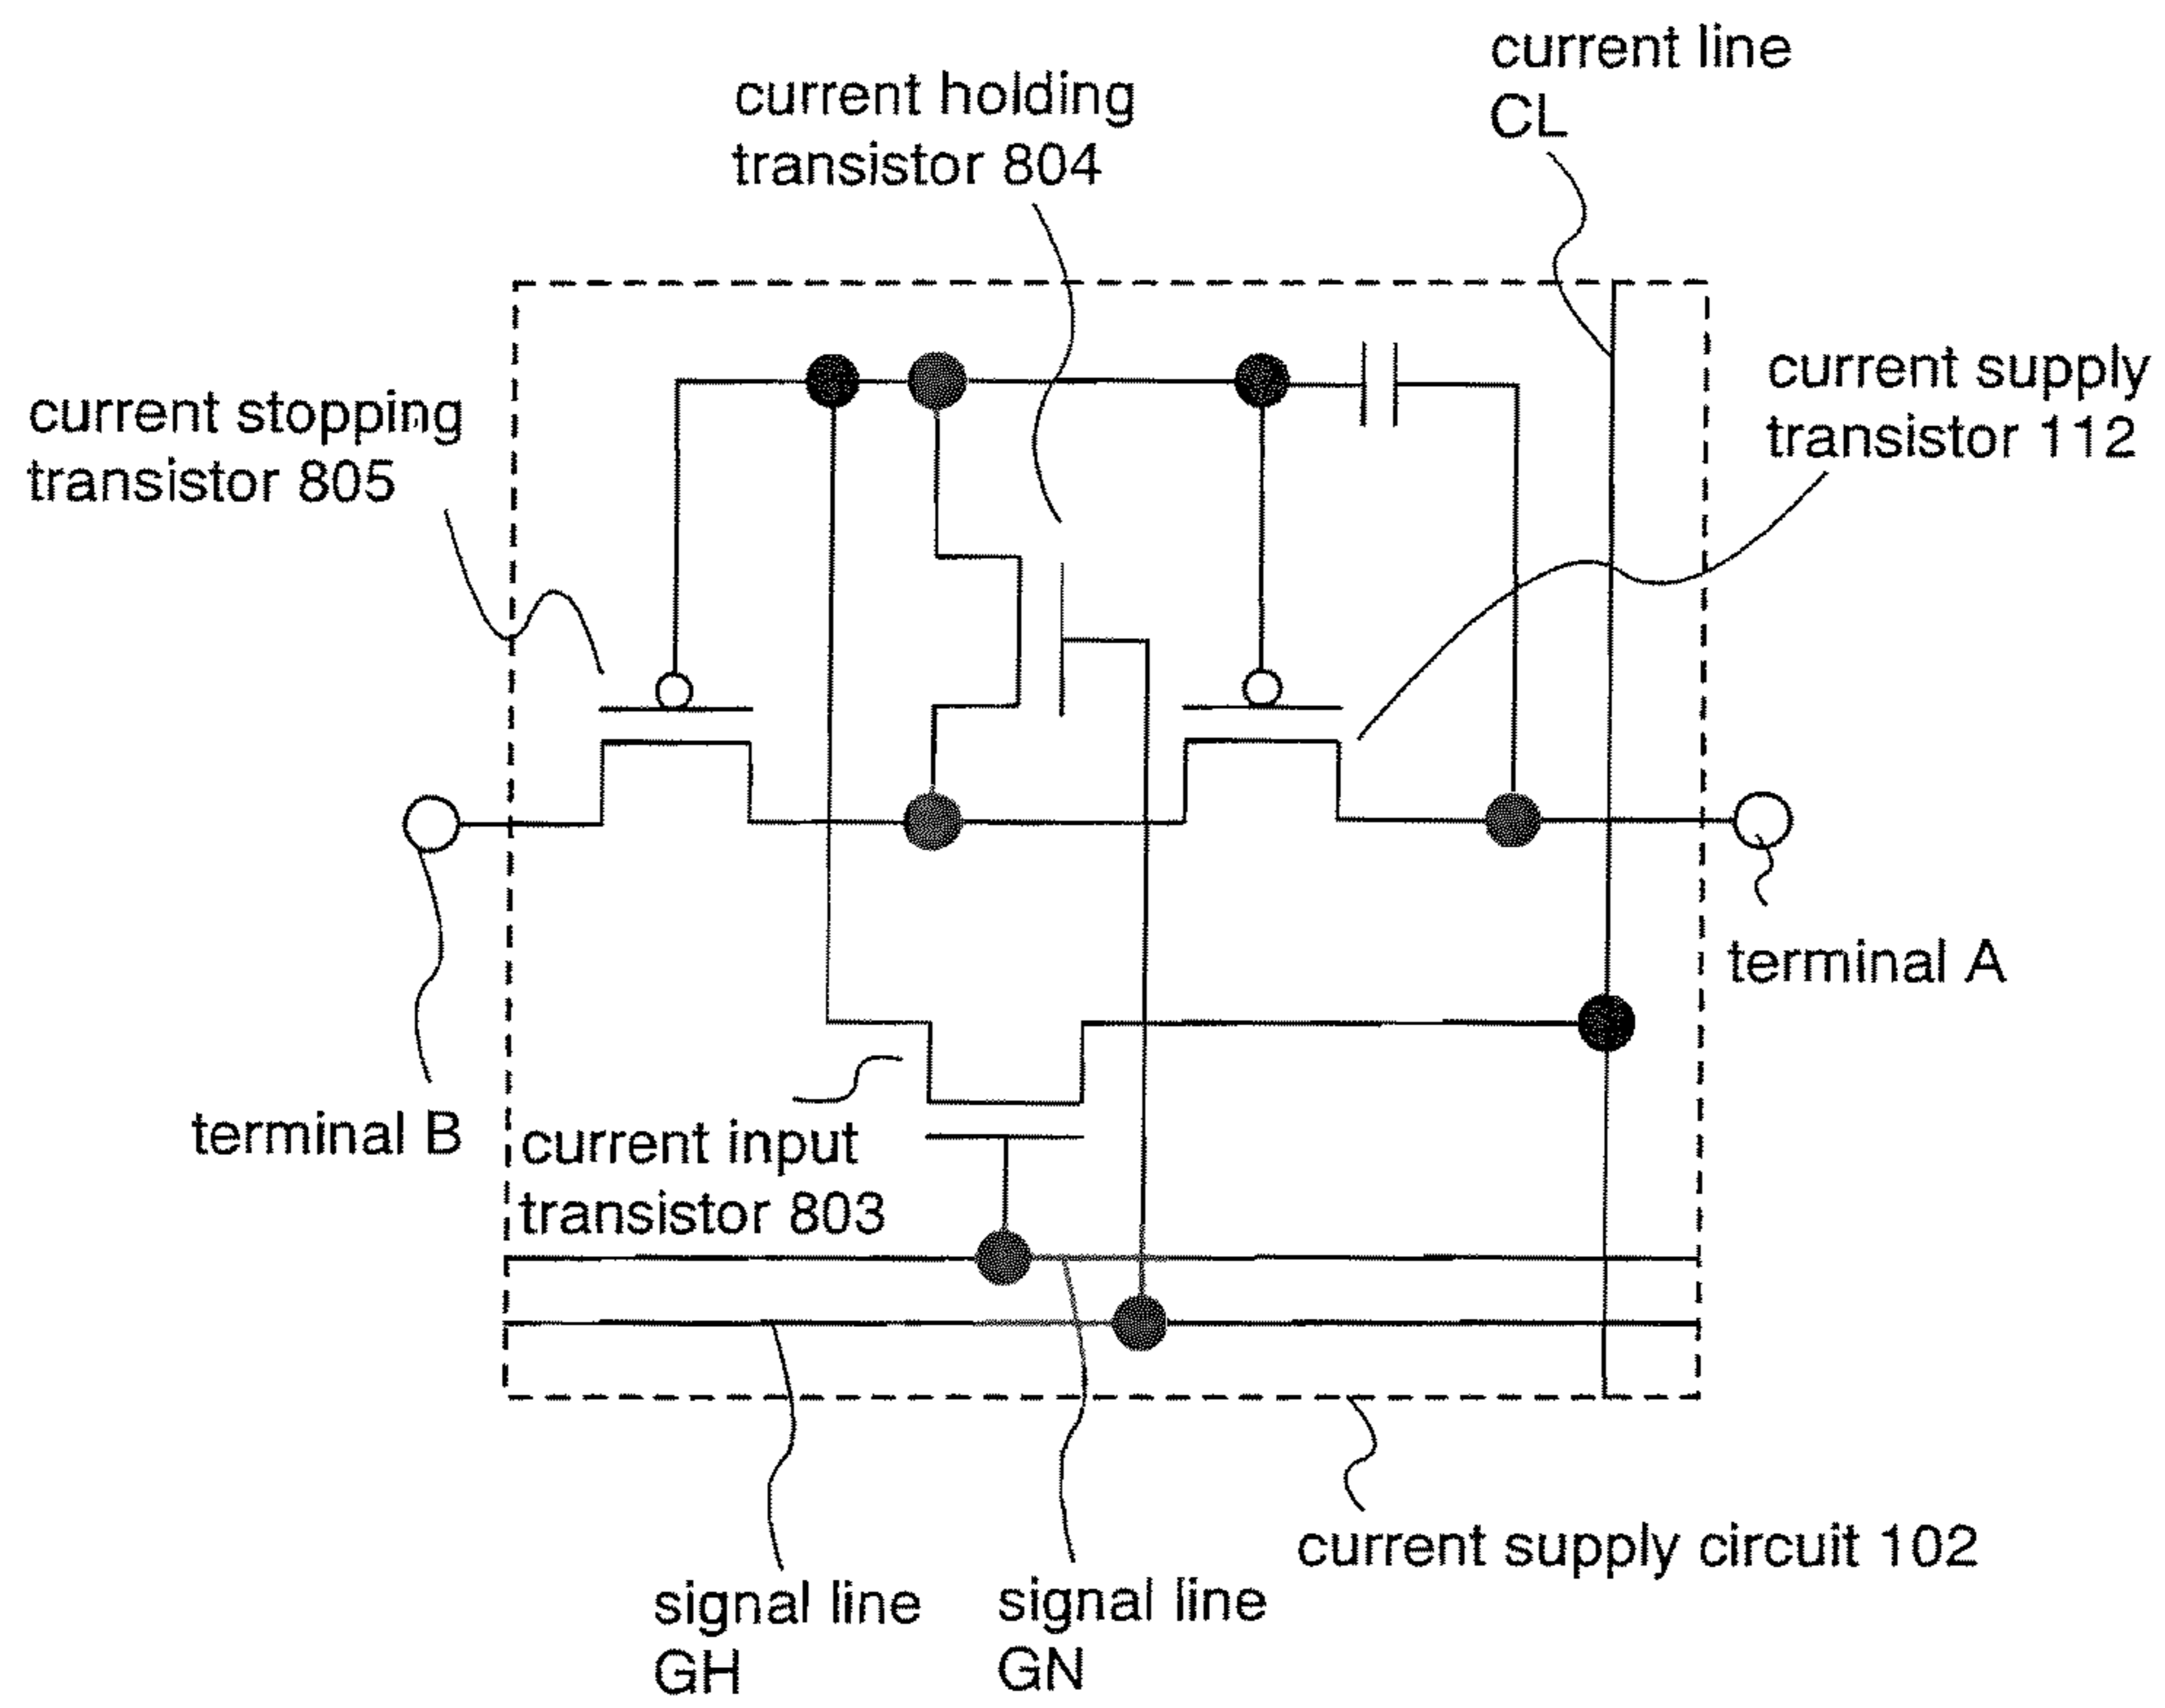 current line
CL
current holding
transistor 804
current supply
transistor 112
current stopping
transistor 805
terminal A
terminal B
current input
transistor 803
current supply circuit 102
signal line
GH
signal line
GN